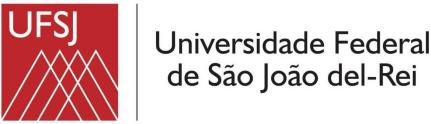 UFSJ
Universidade Federal
de São João del-Rei